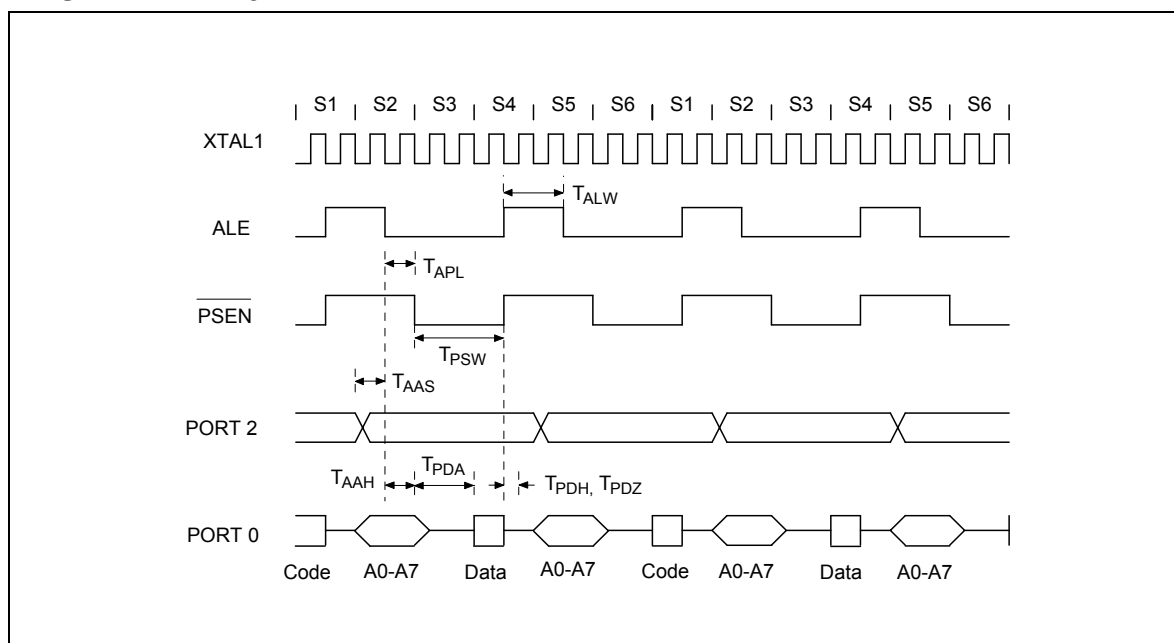 S1 S2 S3 S4 S5 S6 S1 S2 S3 S4 S5 S6
XTAL1
TALW
ALE
TAPL
PSEN
TPSW
TAAS
PORT 2
TAAH TPDA TPDH, TPDZ
PORT 0
Code A0-A7 Data A0-A7 Code A0-A7 Data A0-A7